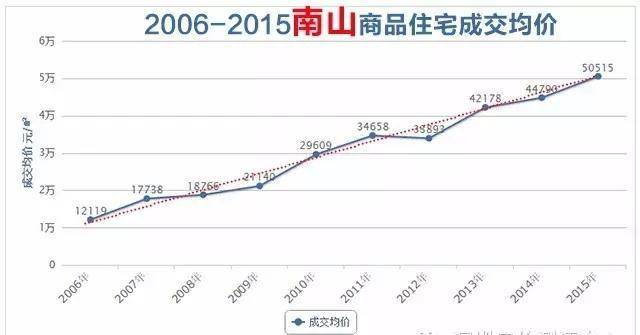 2006-2015南山商品住宅成交均价
6万
5万
4万
3万
2万
1万
0
成交均价 元/㎡
12119
17738
18766
21140
29609
34658
33893
42178
44790
50515
2006年
2007年
2008年
2009年
2010年
2011年
2012年
2013年
2014年
2015年
成交均价